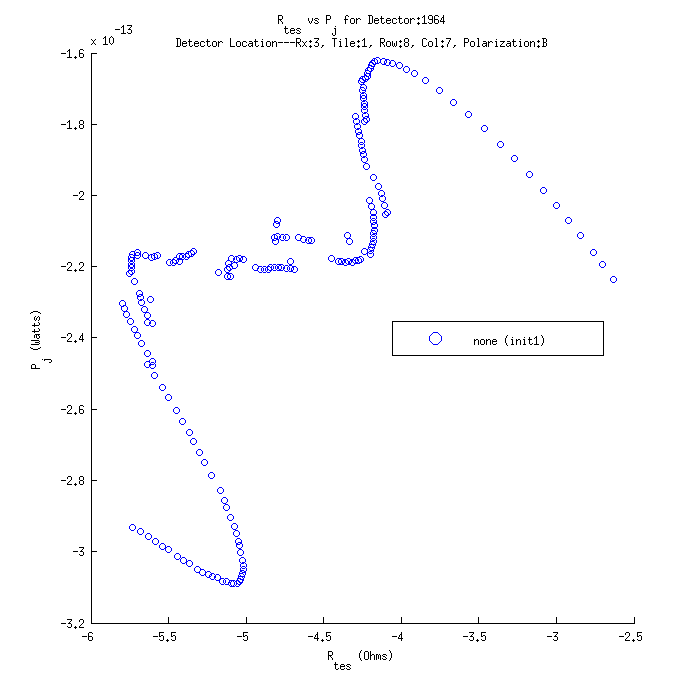 R_tes vs P_j for Detector:1964
x 10^-13
Detector Location---Rx:3, Tile:1, Row:8, Col:7, Polarization:B
-1.6
-1.8
-2
-2.2
-2.4
-2.6
-2.8
-3
-3.2
P_j (Watts)
none (init1)
-6 -5.5 -5 -4.5 -4 -3.5 -3 -2.5
R_tes (Ohms)